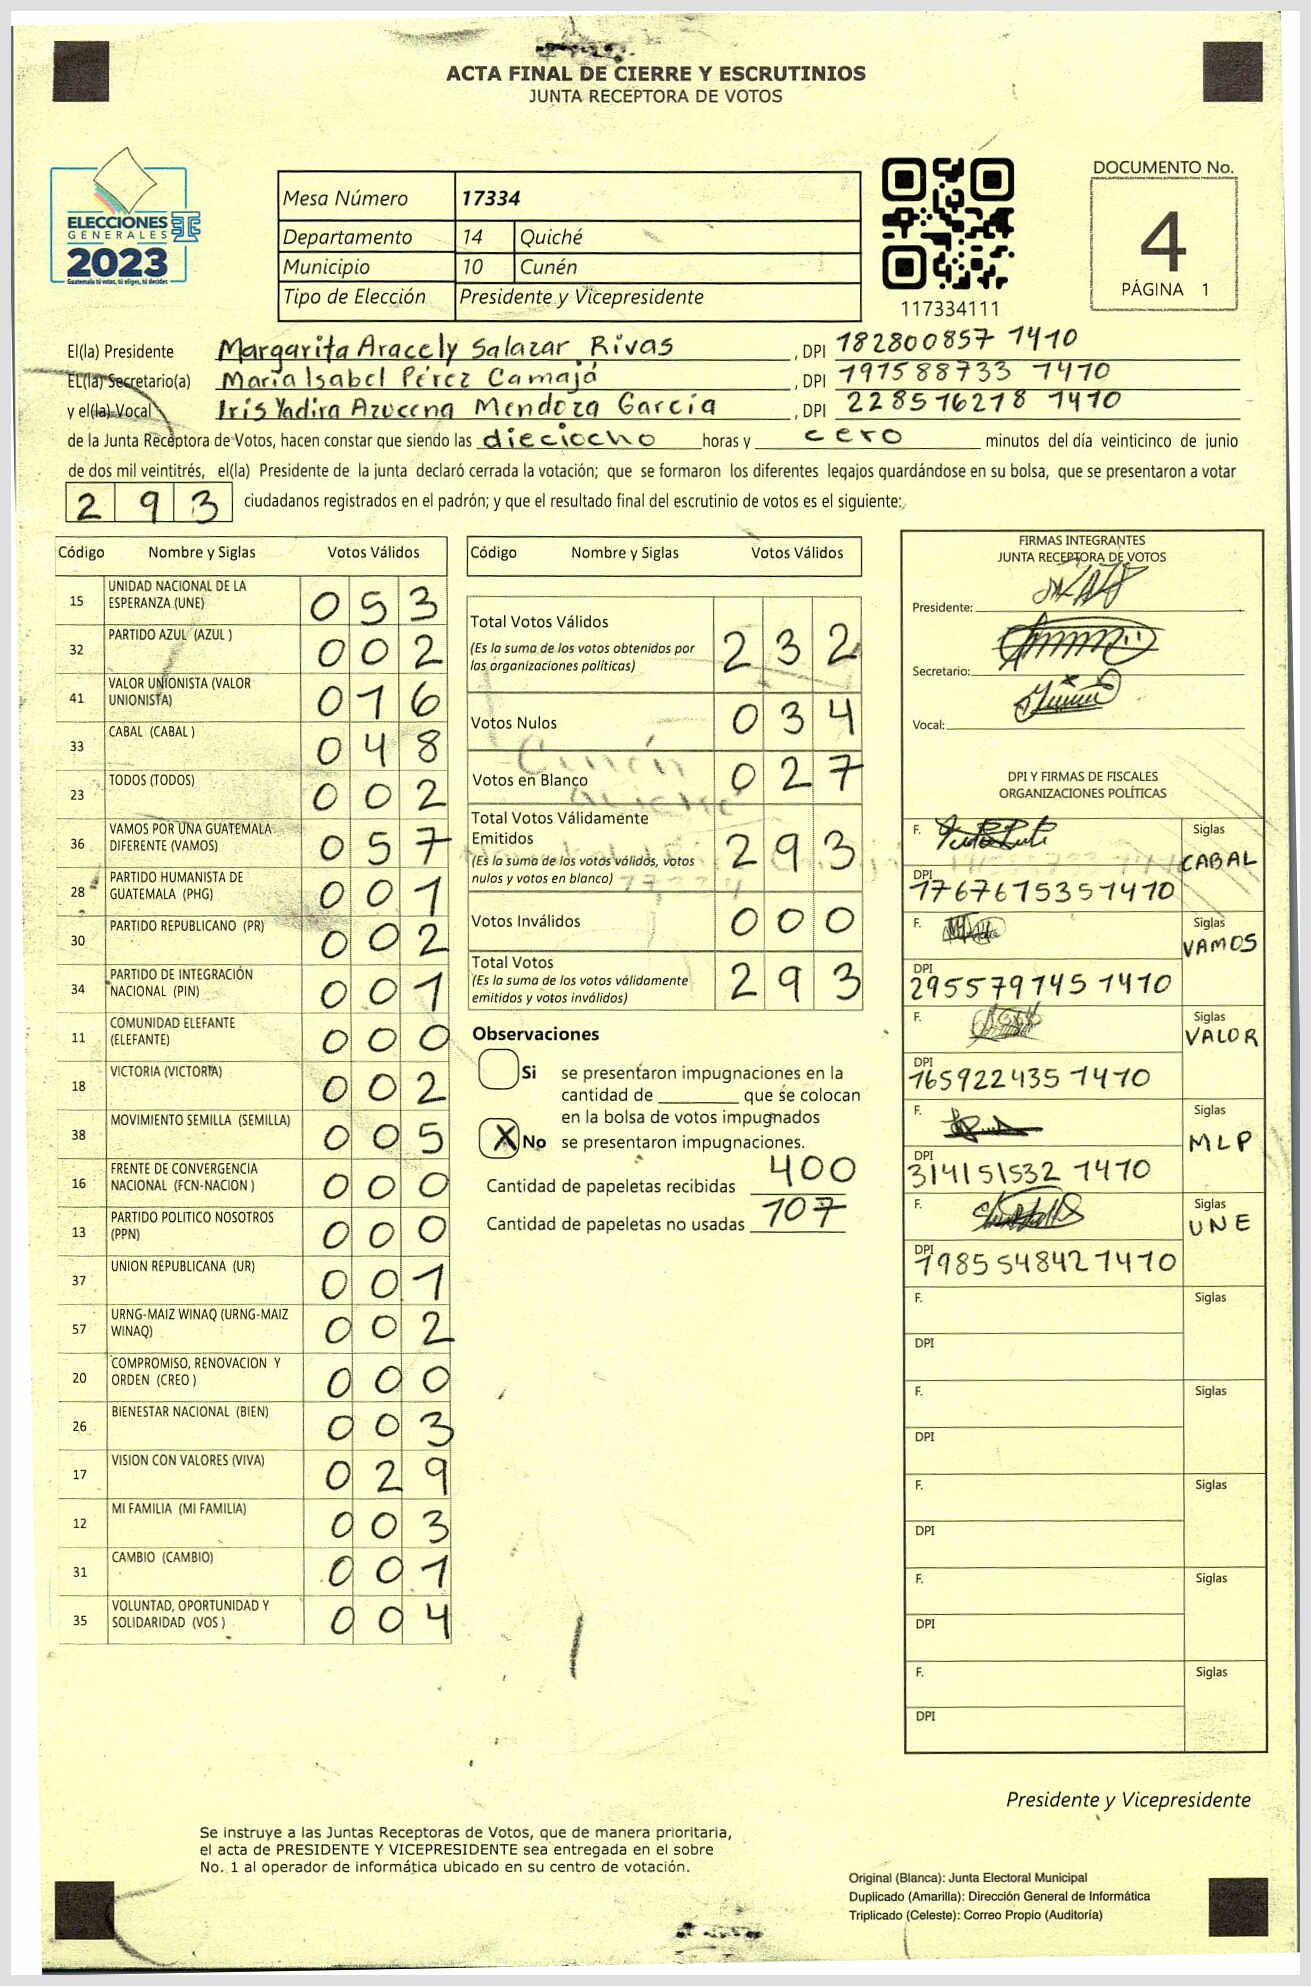 ACTA FINAL DE CIERRE Y ESCRUTINIOS
JUNTA RECEPTORA DE VOTOS
ELECCIONES
GENERALES
2023
Guatemala tú votas, tú eliges, tú decides
Mesa Número 17334
Departamento 14 Quiché
Municipio 10 Cunén
Tipo de Elección Presidente y Vicepresidente
117334111
DOCUMENTO No.
4
PÁGINA 1
El(la) Presidente Margarita Aracely Salazar Rivas , DPI 182800857 1410
EL(la) Secretario(a) María Isabel Pérez Camajá , DPI 191588733 1410
y el(la) Vocal Iris Yadira Azucena Mendoza García , DPI 228516218 1410
de la Junta Receptora de Votos, hacen constar que siendo las dieciocho horas y cero minutos del día veinticinco de junio
de dos mil veintitrés, el(la) Presidente de la junta declaró cerrada la votación; que se formaron los diferentes legajos guardándose en su bolsa, que se presentaron a votar
293 ciudadanos registrados en el padrón; y que el resultado final del escrutinio de votos es el siguiente:
Código Nombre y Siglas Votos Válidos
15 UNIDAD NACIONAL DE LA ESPERANZA (UNE) 053
32 PARTIDO AZUL (AZUL ) 002
41 VALOR UNIONISTA (VALOR UNIONISTA) 016
33 CABAL (CABAL ) 048
23 TODOS (TODOS) 002
36 VAMOS POR UNA GUATEMALA DIFERENTE (VAMOS) 057
28 PARTIDO HUMANISTA DE GUATEMALA (PHG) 001
30 PARTIDO REPUBLICANO (PR) 002
34 PARTIDO DE INTEGRACIÓN NACIONAL (PIN) 001
11 COMUNIDAD ELEFANTE (ELEFANTE) 000
18 VICTORIA (VICTORIA) 002
38 MOVIMIENTO SEMILLA (SEMILLA) 005
16 FRENTE DE CONVERGENCIA NACIONAL (FCN-NACION ) 000
13 PARTIDO POLITICO NOSOTROS (PPN) 000
37 UNION REPUBLICANA (UR) 001
57 URNG-MAIZ WINAQ (URNG-MAIZ WINAQ) 002
20 COMPROMISO, RENOVACION Y ORDEN (CREO ) 000
26 BIENESTAR NACIONAL (BIEN) 003
17 VISION CON VALORES (VIVA) 029
12 MI FAMILIA (MI FAMILIA) 003
31 CAMBIO (CAMBIO) 001
35 VOLUNTAD, OPORTUNIDAD Y SOLIDARIDAD (VOS ) 004
Código Nombre y Siglas Votos Válidos
Total Votos Válidos 232
(Es la suma de los votos obtenidos por
las organizaciones políticas)
Votos Nulos 034
Votos en Blanco 027
Total Votos Válidamente
Emitidos 293
(Es la suma de los votos válidos, votos
nulos y votos en blanco)
Votos Inválidos 000
Total Votos 293
(Es la suma de los votos válidamente
emitidos y votos inválidos)
Observaciones
Si se presentaron impugnaciones en la
cantidad de ________ que se colocan
en la bolsa de votos impugnados
X No se presentaron impugnaciones.
Cantidad de papeletas recibidas 400
Cantidad de papeletas no usadas 107
FIRMAS INTEGRANTES
JUNTA RECEPTORA DE VOTOS
Presidente:
Secretario:
Vocal:
DPI Y FIRMAS DE FISCALES
ORGANIZACIONES POLÍTICAS
F. Siglas CABAL
DPI 1767615351410
F. Siglas VAMOS
DPI 295579145 1410
F. Siglas VALOR
DPI 165922435 1410
F. Siglas MLP
DPI 314151532 1410
F. Siglas UNE
DPI 1985548421410
F. Siglas
DPI
F. Siglas
DPI
F. Siglas
DPI
F. Siglas
DPI
F. Siglas
DPI
Presidente y Vicepresidente
Se instruye a las Juntas Receptoras de Votos, que de manera prioritaria,
el acta de PRESIDENTE Y VICEPRESIDENTE sea entregada en el sobre
No. 1 al operador de informática ubicado en su centro de votación.
Original (Blanca): Junta Electoral Municipal
Duplicado (Amarilla): Dirección General de Informática
Triplicado (Celeste): Correo Propio (Auditoría)